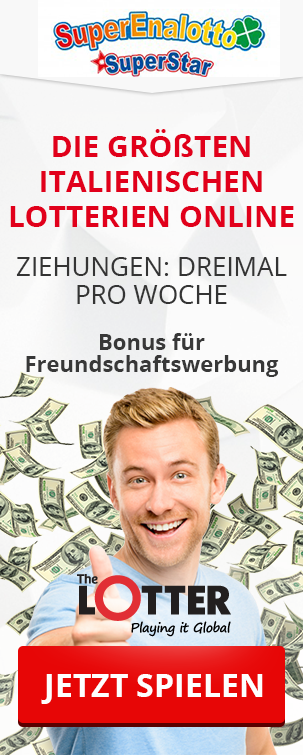 SuperEnalotto
SuperStar
DIE GRÖßTEN
ITALIENISCHEN
LOTTERIEN ONLINE
ZIEHUNGEN: DREIMAL
PRO WOCHE
Bonus für
Freundschaftswerbung
The
LOTTER
Playing it Global
JETZT SPIELEN